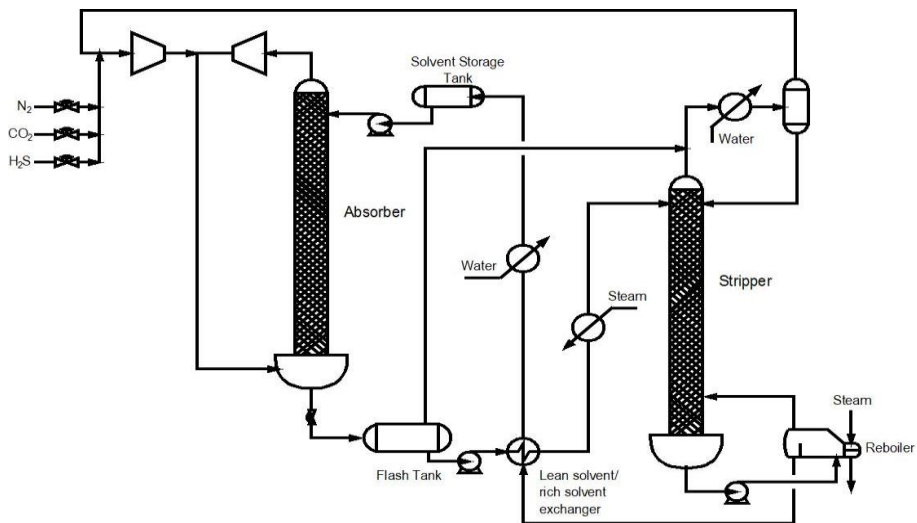 Solvent Storage
Tank
N₂
CO₂
H₂S
Water
Absorber
Water
Steam
Stripper
Steam
Reboiler
Flash Tank
Lean solvent/
rich solvent
exchanger